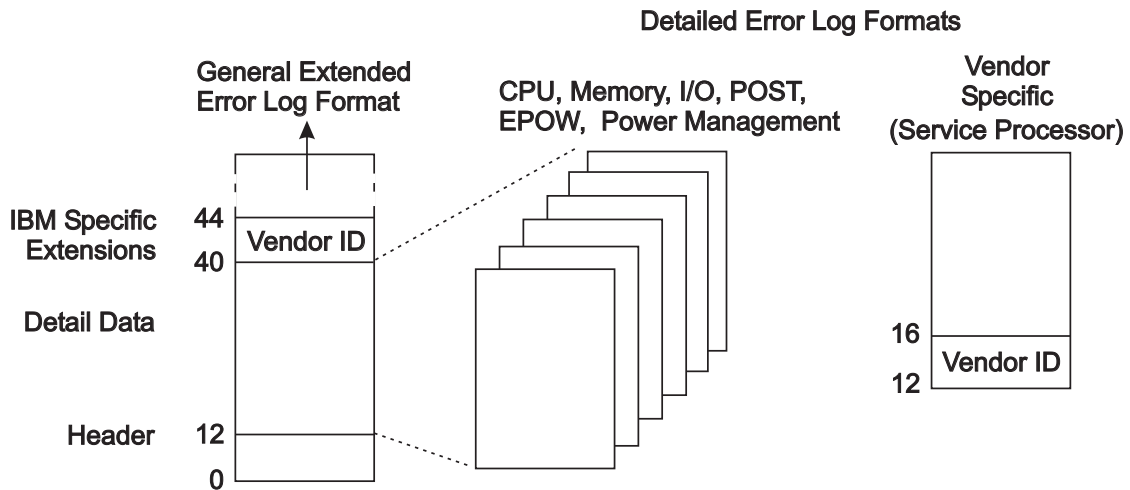 Detailed Error Log Formats
General Extended
Error Log Format
CPU, Memory, I/O, POST,
EPOW, Power Management
Vendor
Specific
(Service Processor)
IBM Specific
Extensions
44
Vendor ID
40
Detail Data
Header
12
0
16
Vendor ID
12